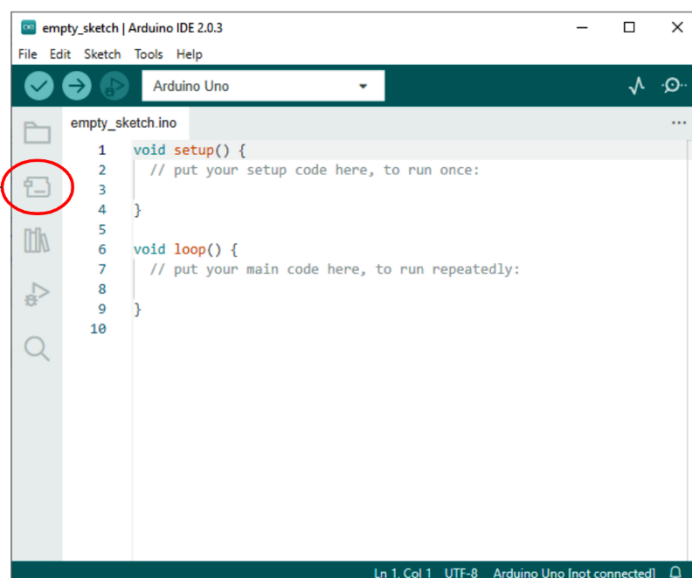 empty_sketch | Arduino IDE 2.0.3
File Edit Sketch Tools Help
Arduino Uno
empty_sketch.ino
1 void setup() {
2 // put your setup code here, to run once:
3
4 }
5
6 void loop() {
7 // put your main code here, to run repeatedly:
8
9 }
10
Ln 1, Col 1 UTF-8 Arduino Uno [not connected]